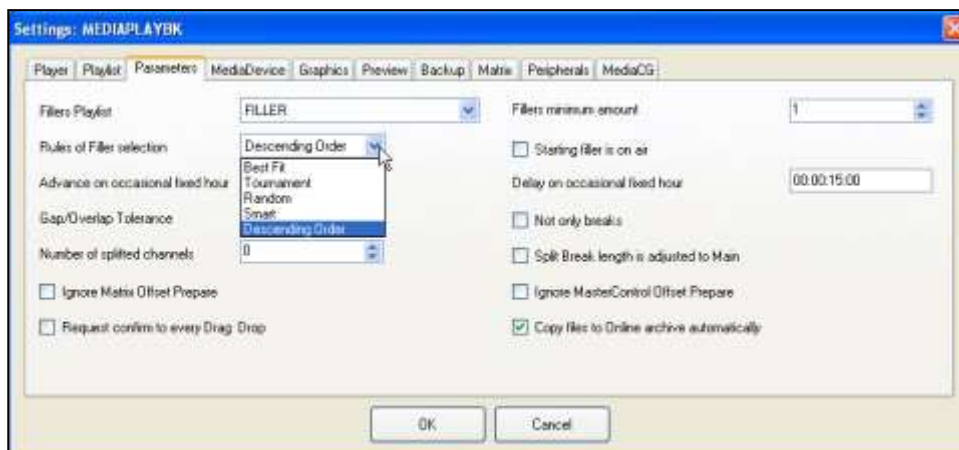 Settings: MEDIAPLAYBK
Player Playlist Parameters MediaDevice Graphics Preview Backup Matrix Peripherals MediaCG
Fillers Playlist FILLER Fillers minimum amount 1
Rules of Filler selection Descending Order Starting filler is on air
Best Fit
Advance on occasional fixed hour Tournament Delay on occasional fixed hour 00:00:15:00
Random
Gap/Overlap Tolerance Smart Not only breaks
Descending Order
Number of splitted channels 0 Split Break length is adjusted to Main
Ignore Matrix Offset Prepare Ignore MasterControl Offset Prepare
Request confirm to every Drag Drop Copy files to Online archive automatically
OK Cancel